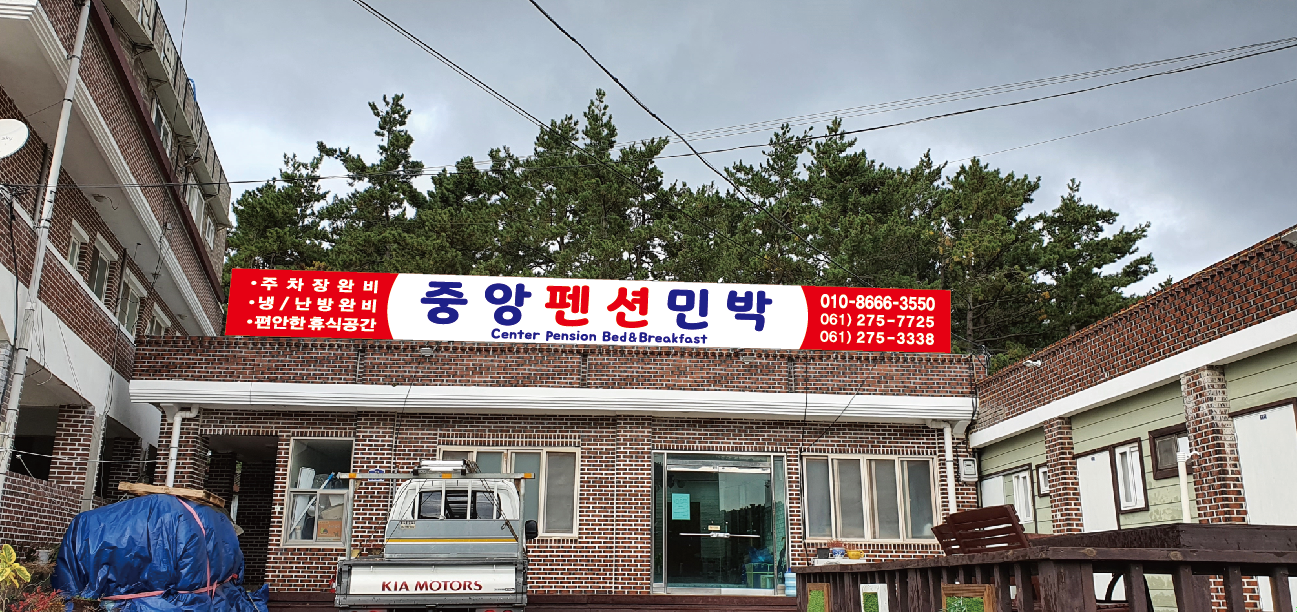 •주 차 장 완 비
•냉/난방완비
•편안한 휴식공간
중앙펜션민박
Center Pension Bed&Breakfast
010-8666-3550
061) 275-7725
061) 275-3338
KIA MOTORS